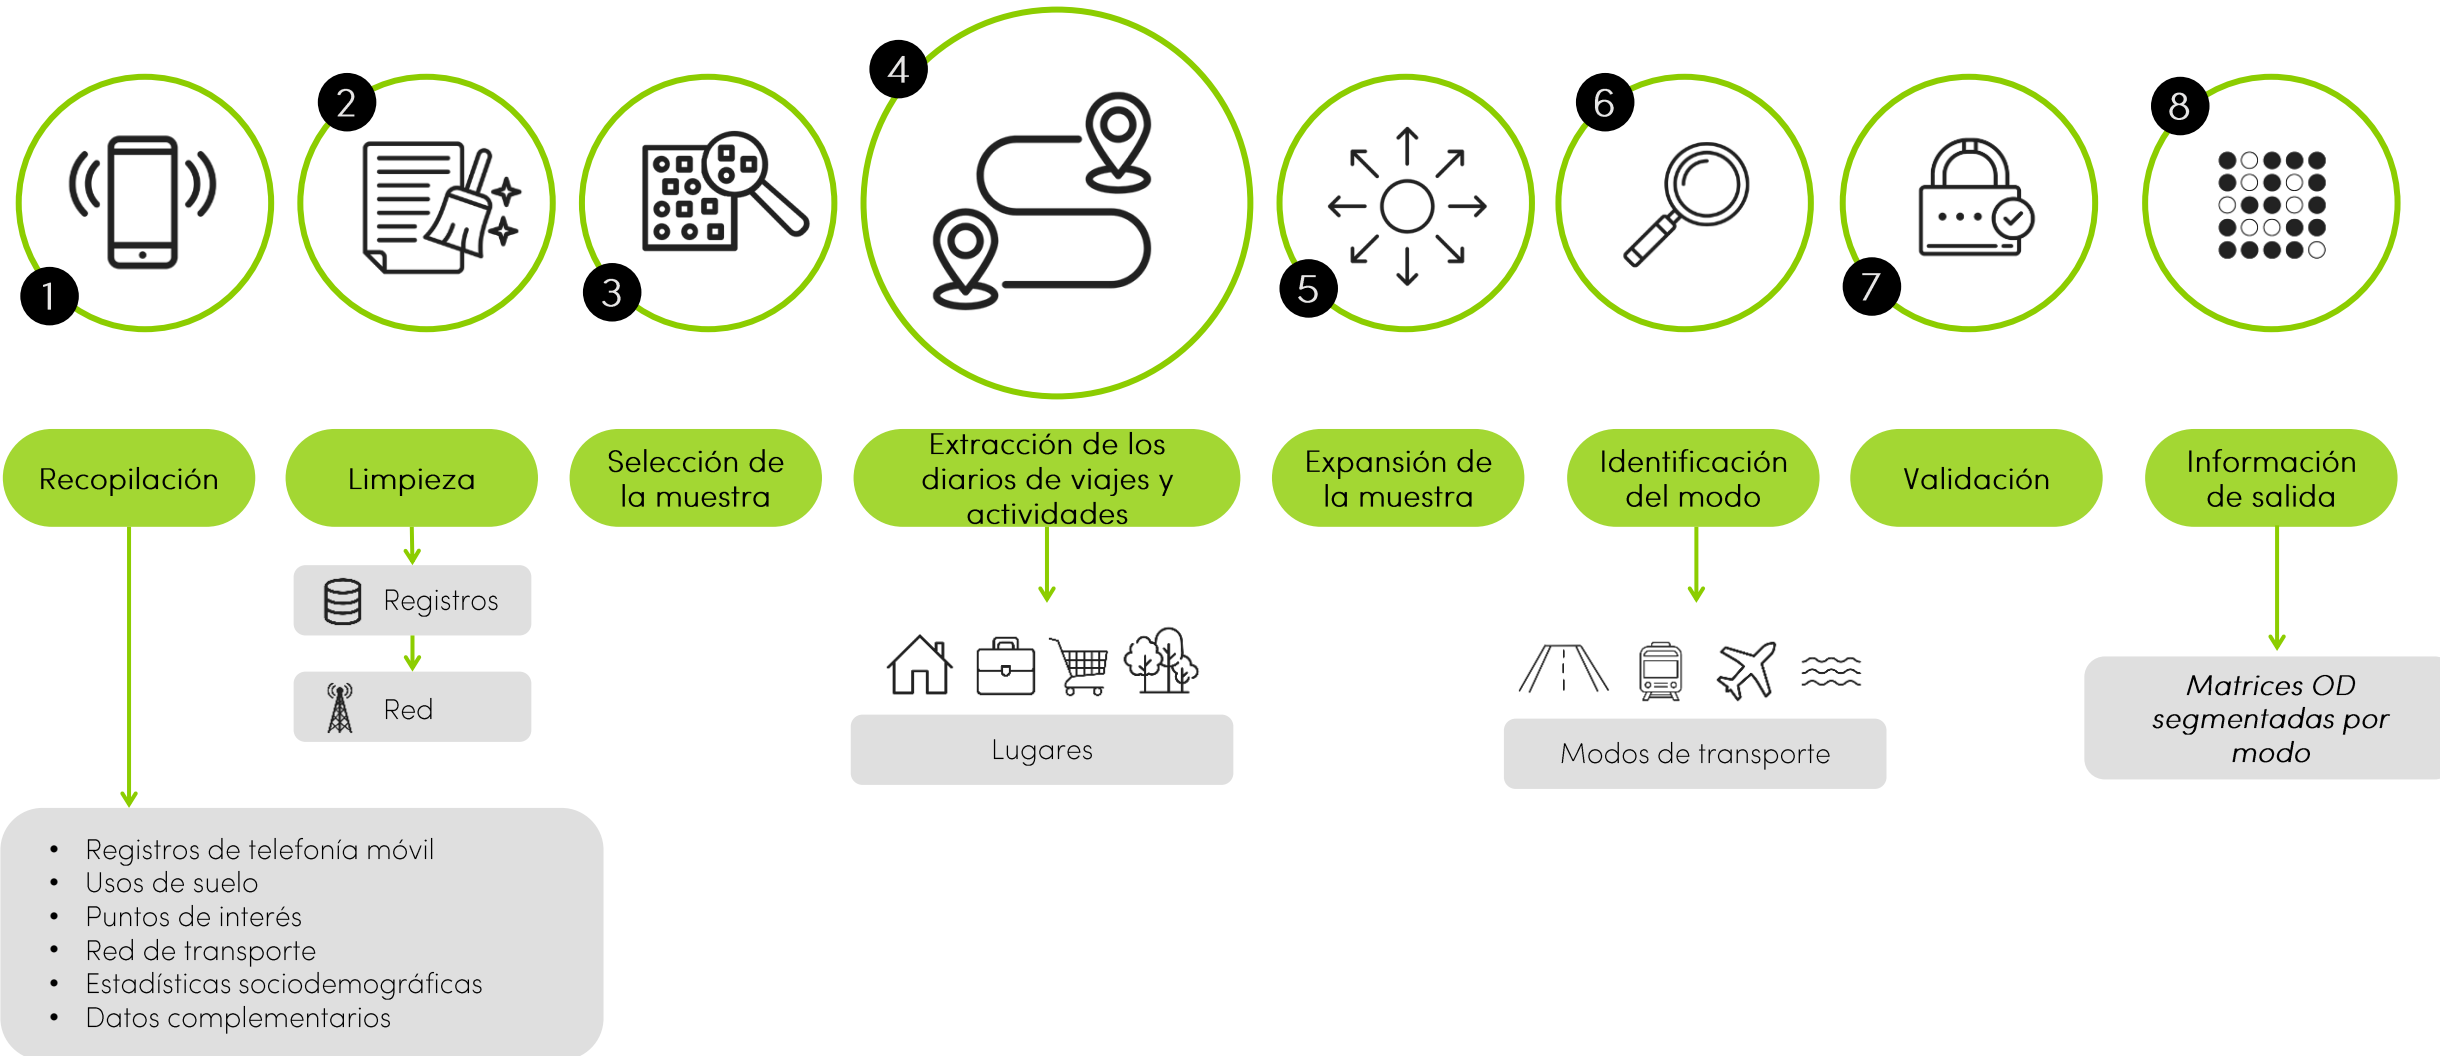 1
2
3
4
5
6
7
8
Recopilación
Limpieza
Selección de
la muestra
Extracción de los
diarios de viajes y
actividades
Expansión de
la muestra
Identificación
del modo
Validación
Información
de salida
Registros
Red
Lugares
Modos de transporte
Matrices OD
segmentadas por
modo
• Registros de telefonía móvil
• Usos de suelo
• Puntos de interés
• Red de transporte
• Estadísticas sociodemográficas
• Datos complementarios